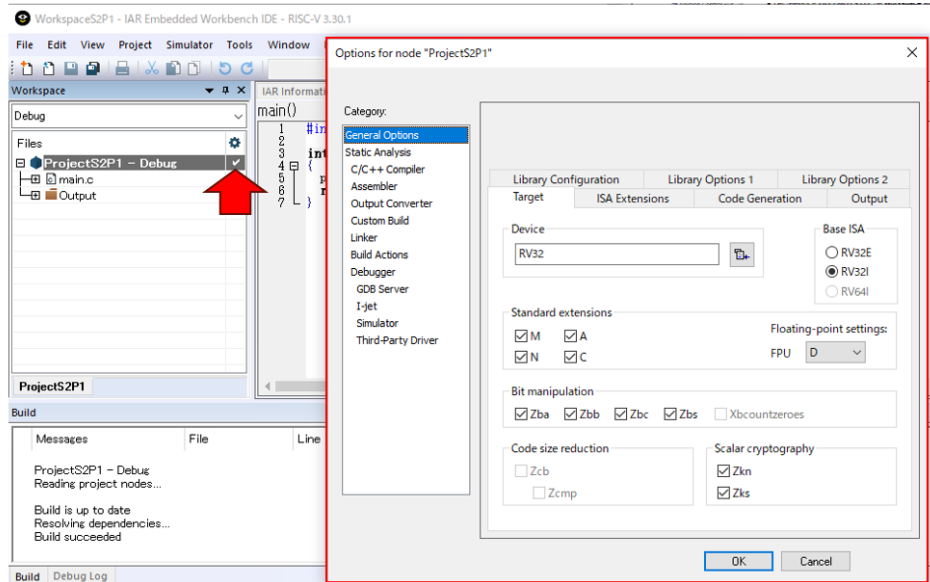 WorkspaceS2P1 - IAR Embedded Workbench IDE - RISC-V 3.30.1
File Edit View Project Simulator Tools Window
Workspace
Debug
Files
ProjectS2P1 - Debug
main.c
Output
ProjectS2P1
IAR Informati
main()
1 #in
2
3 int
4 {
5 p
6 r
7 }
Build
Messages File Line
ProjectS2P1 - Debug
Reading project nodes...
Build is up to date
Resolving dependencies...
Build succeeded
Build Debug Log
Options for node "ProjectS2P1"
Category:
General Options
Static Analysis
C/C++ Compiler
Assembler
Output Converter
Custom Build
Linker
Build Actions
Debugger
GDB Server
I-jet
Simulator
Third-Party Driver
Library Configuration Library Options 1 Library Options 2
Target ISA Extensions Code Generation Output
Device
RV32
Base ISA
RV32E
RV32I
RV64I
Standard extensions
M A
N C
Floating-point settings:
FPU D
Bit manipulation
Zba Zbb Zbc Zbs Xbcountzeroes
Code size reduction
Zcb
Zcmp
Scalar cryptography
Zkn
Zks
OK Cancel